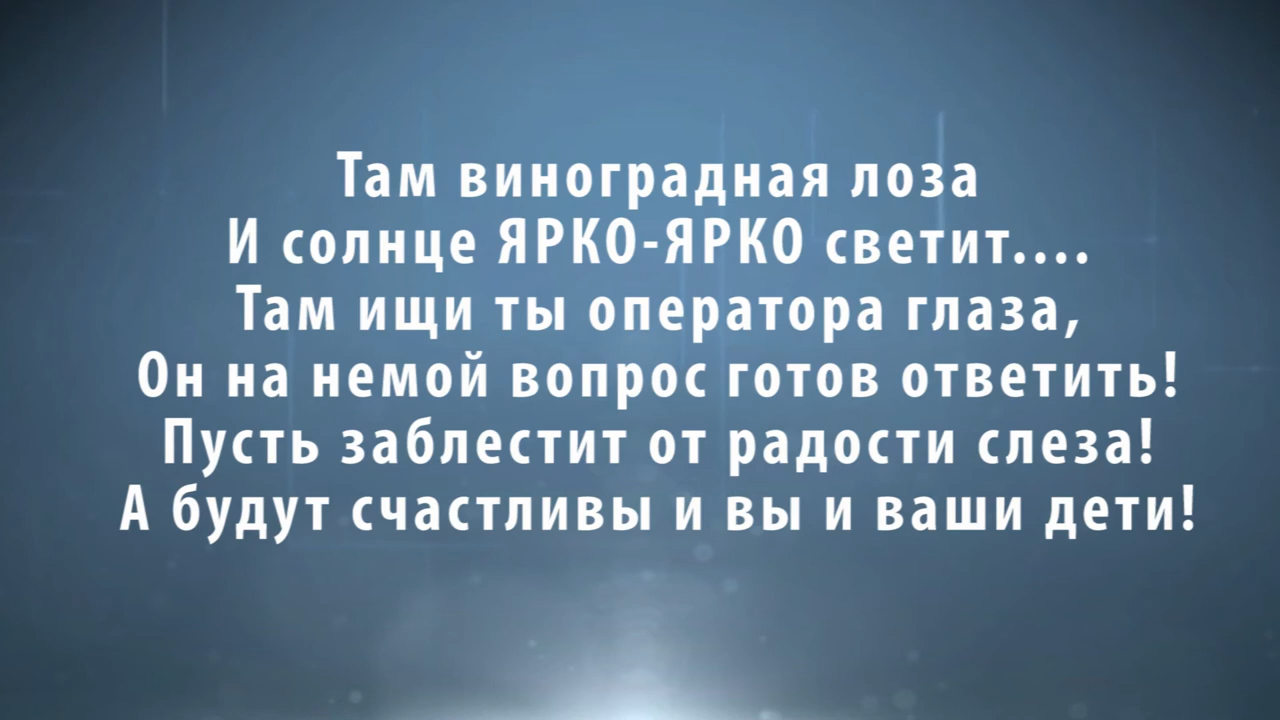 Там виноградная лоза
И солнце ЯРКО-ЯРКО светит....
Там ищи ты оператора глаза,
Он на немой вопрос готов ответить!
Пусть заблестит от радости слеза!
А будут счастливы и вы и ваши дети!